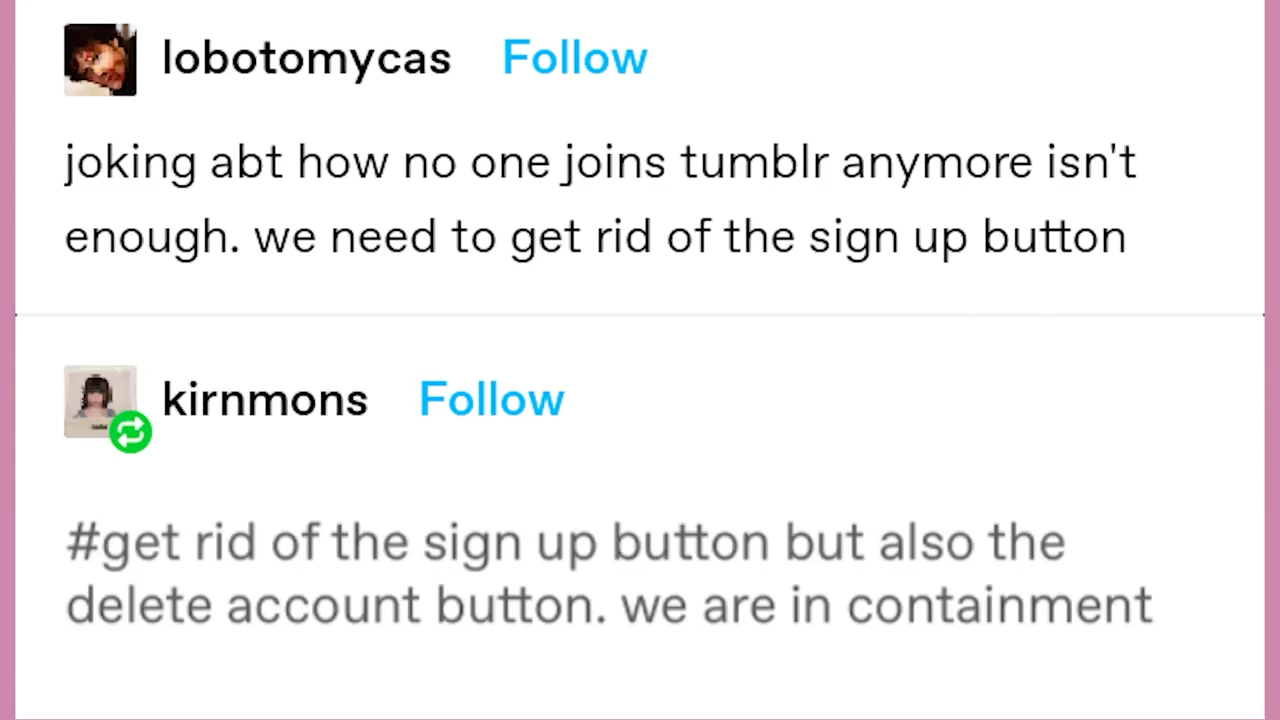 lobotomycas Follow
joking abt how no one joins tumblr anymore isn't
enough. we need to get rid of the sign up button
kirnmons Follow
#get rid of the sign up button but also the
delete account button. we are in containment